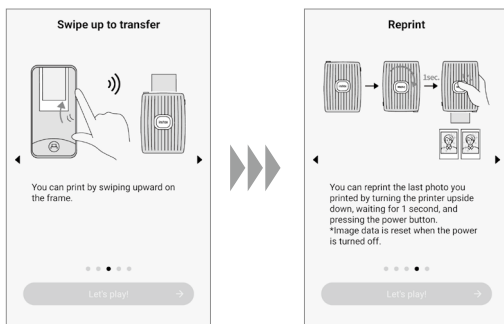 Swipe up to transfer
You can print by swiping upward on
the frame.
Let's play!
Reprint
1sec.
You can reprint the last photo you
printed by turning the printer upside
down, waiting for 1 second, and
pressing the power button.
*Image data is reset when the power
is turned off.
Let's play!